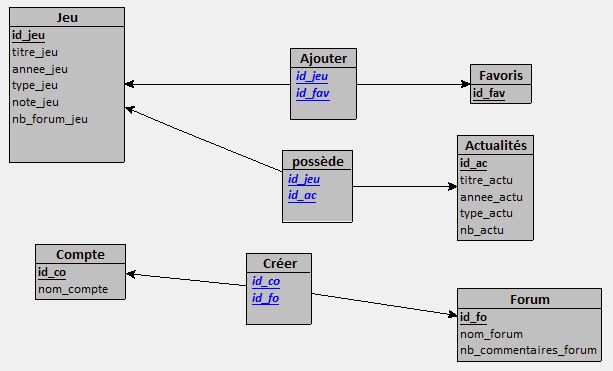 Jeu
id_jeu
titre_jeu
annee_jeu
type_jeu
note_jeu
nb_forum_jeu
Ajouter
id_jeu
id_fav
Favoris
id_fav
possède
id_jeu
id_ac
Actualités
id_ac
titre_actu
annee_actu
type_actu
nb_actu
Compte
id_co
nom_compte
Créer
id_co
id_fo
Forum
id_fo
nom_forum
nb_commentaires_forum